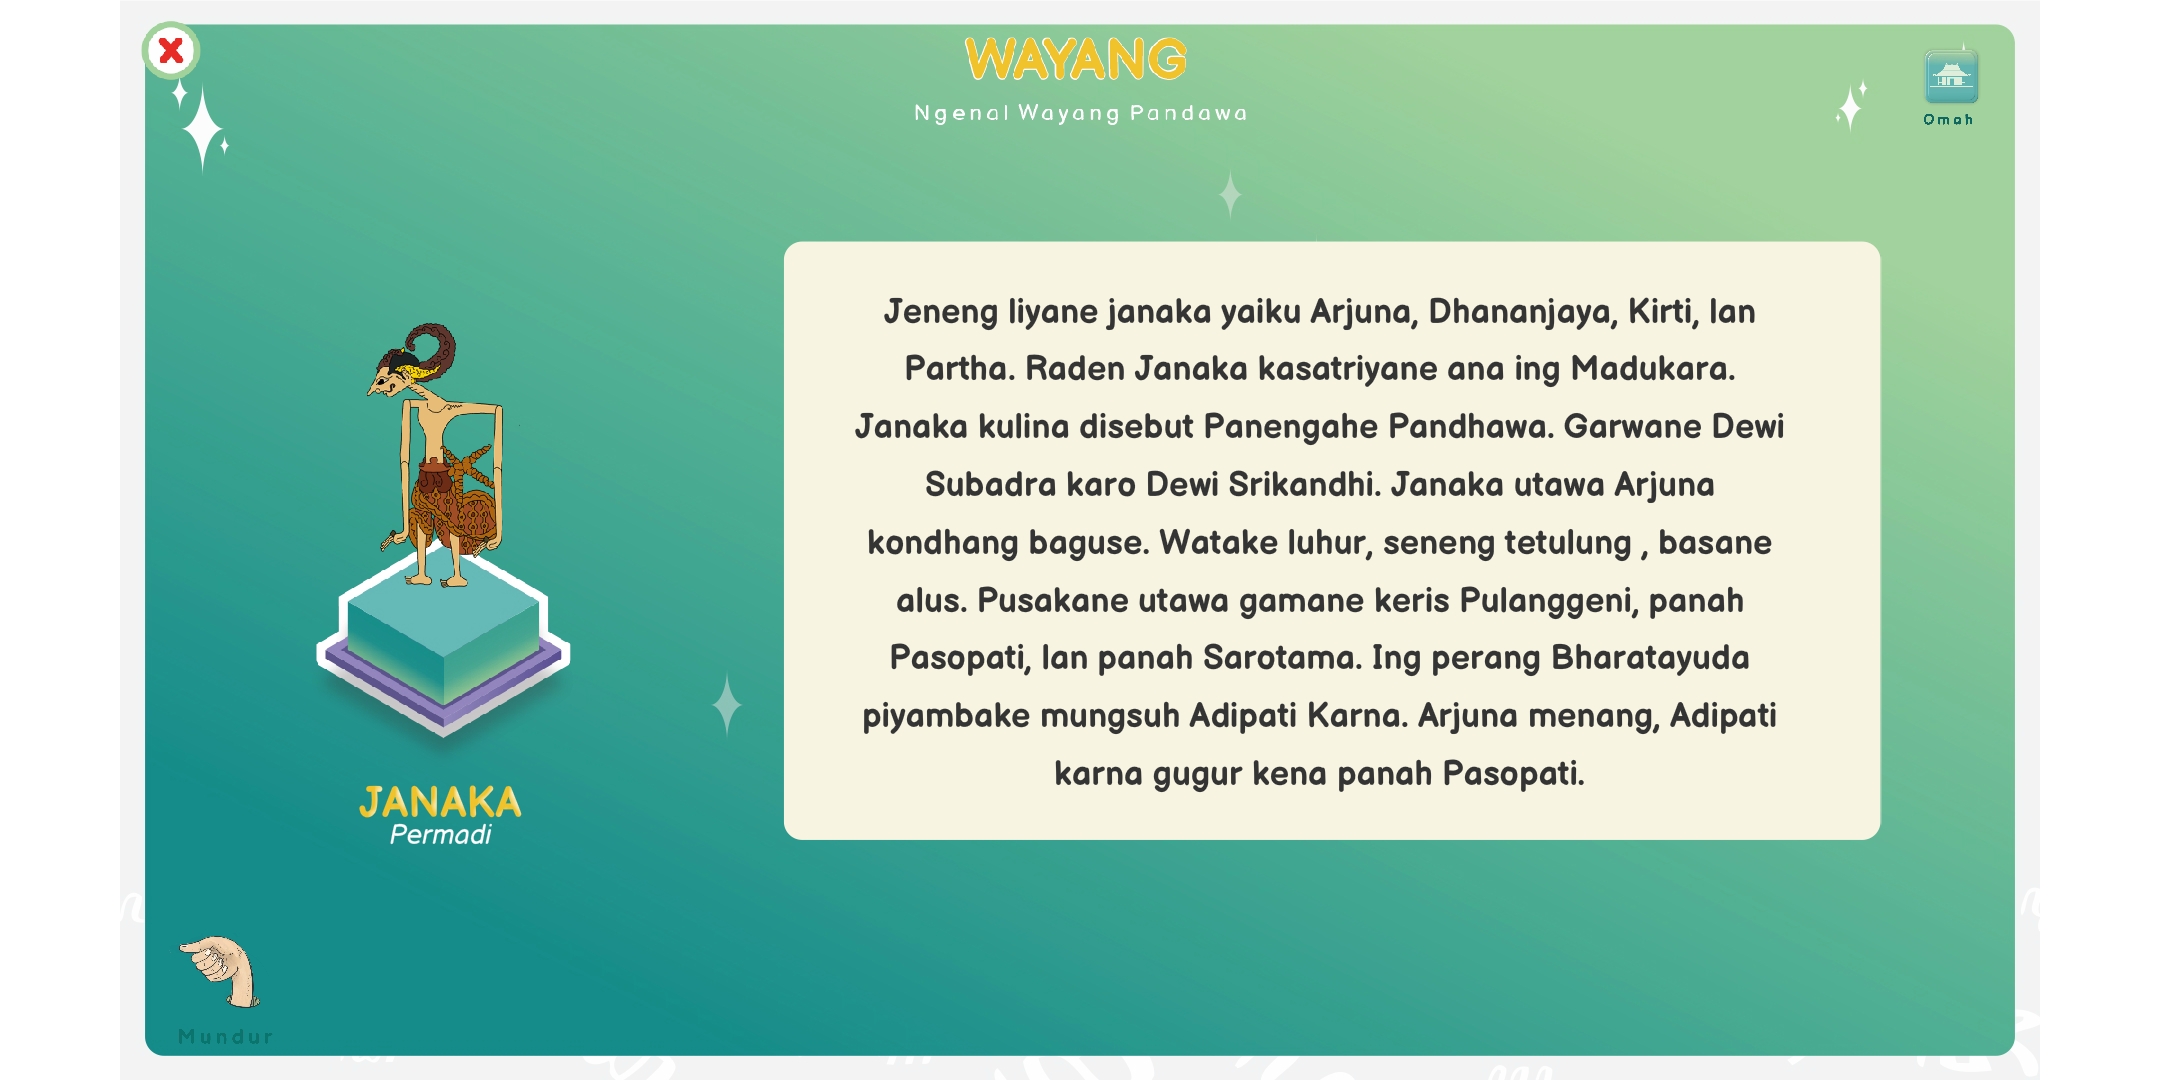 WAYANG
Ngenal Wayang Pandawa
Omah
Jeneng liyane janaka yaiku Arjuna, Dhananjaya, Kirti, lan
Partha. Raden Janaka kasatriyane ana ing Madukara.
Janaka kulina disebut Panengahe Pandhawa. Garwane Dewi
Subadra karo Dewi Srikandhi. Janaka utawa Arjuna
kondhang baguse. Watake luhur, seneng tetulung , basane
alus. Pusakane utawa gamane keris Pulanggeni, panah
Pasopati, lan panah Sarotama. Ing perang Bharatayuda
piyambake mungsuh Adipati Karna. Arjuna menang, Adipati
karna gugur kena panah Pasopati.
JANAKA
Permadi
Mundur